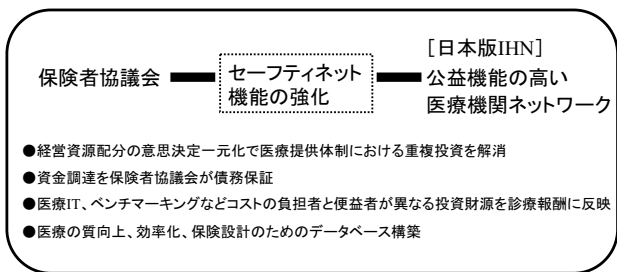 [日本版IHN]
保険者協議会
セーフティネット
機能の強化
公益機能の高い
医療機関ネットワーク
●経営資源配分の意思決定一元化で医療提供体制における重複投資を解消
●資金調達を保険者協議会が債務保証
●医療IT、ベンチマーキングなどコストの負担者と便益者が異なる投資財源を診療報酬に反映
●医療の質向上、効率化、保険設計のためのデータベース構築